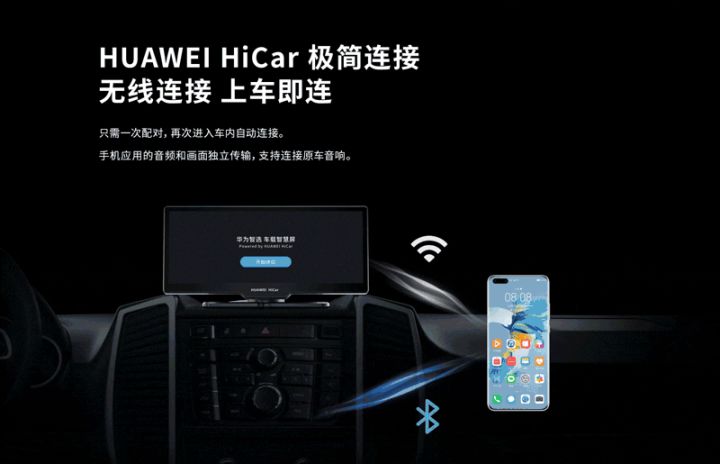 HUAWEI HiCar 极简连接
无线连接 上车即连
只需一次配对，再次进入车内自动连接。
手机应用的音频和画面独立传输，支持连接原车音响。
华为智选 车载智慧屏
Powered by HUAWEI HiCar
HUAWEI HiCar
08 08